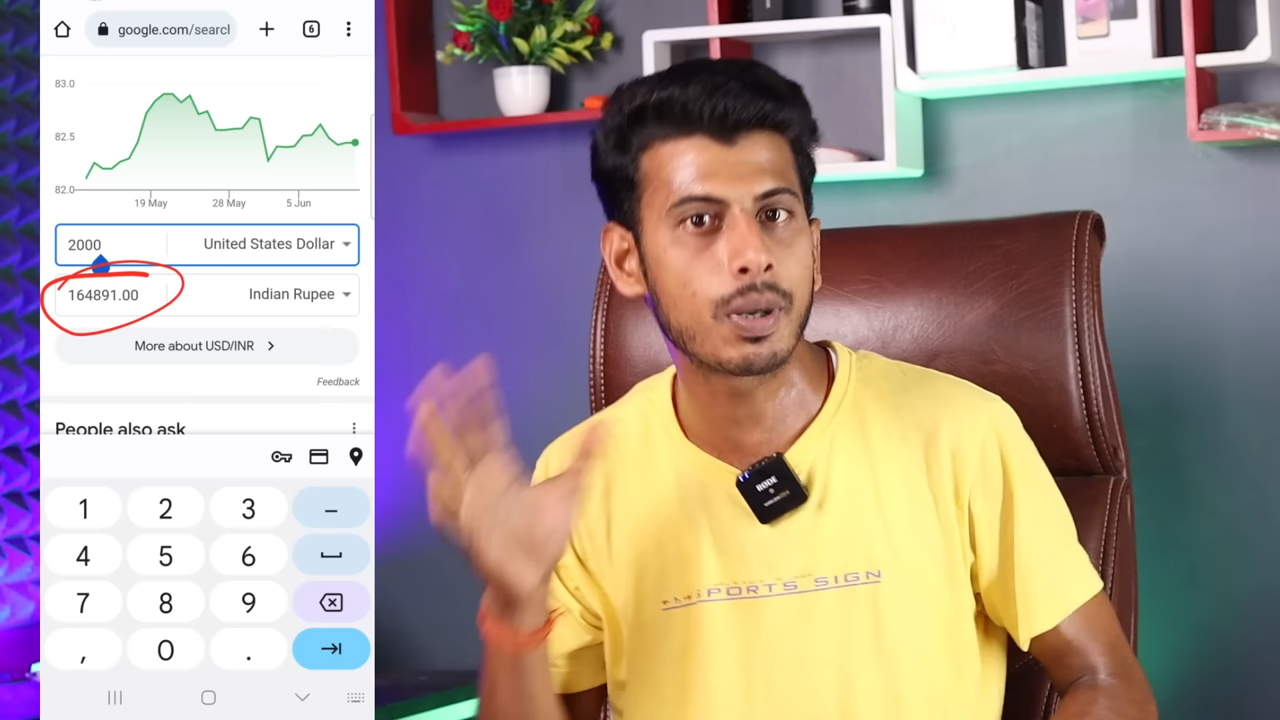 google.com/searcl
6
83.0
82.5
82.0
19 May
28 May
5 Jun
2000
United States Dollar
164891.00
Indian Rupee
More about USD/INR
Feedback
People also ask
1 2 3 –
4 5 6
7 8 9
, 0 .
RØDE
PORTS SIGN